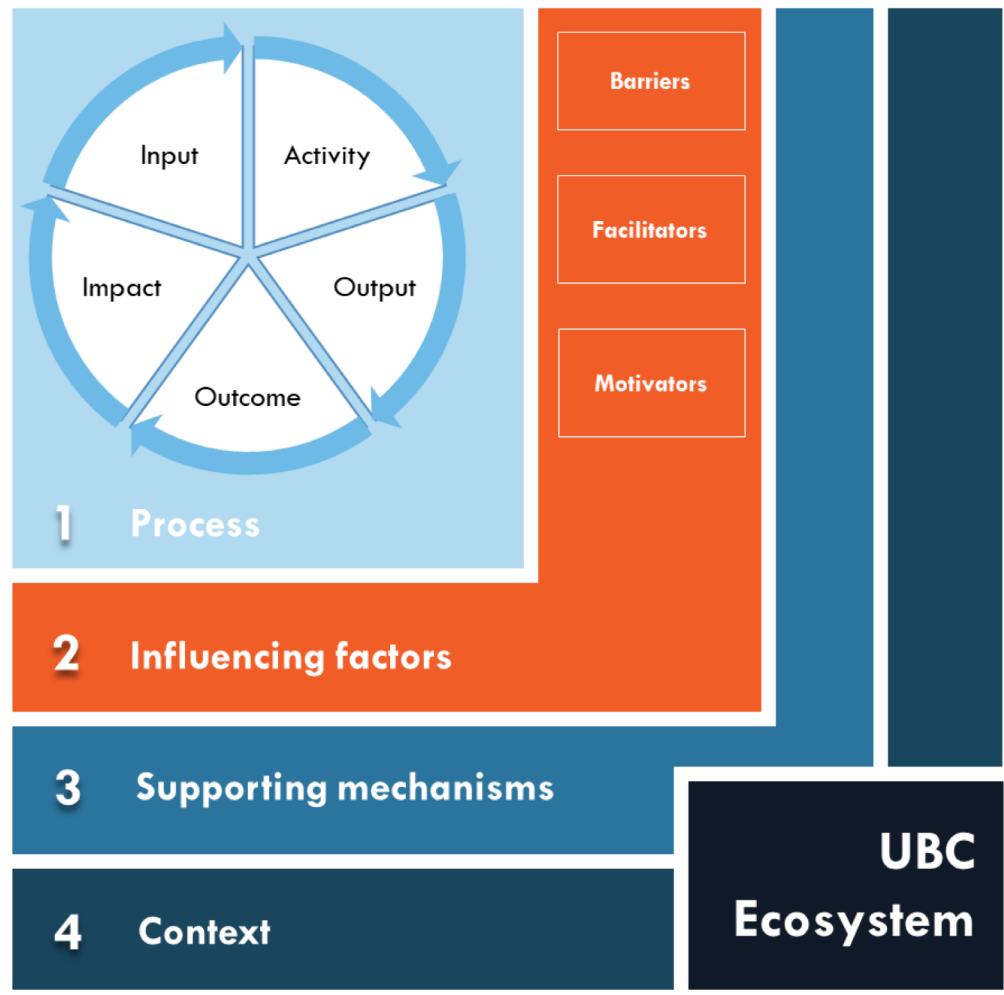 Input
Activity
Impact
Output
Outcome
1 Process
Barriers
Facilitators
Motivators
2 Influencing factors
3 Supporting mechanisms
4 Context
UBC
Ecosystem